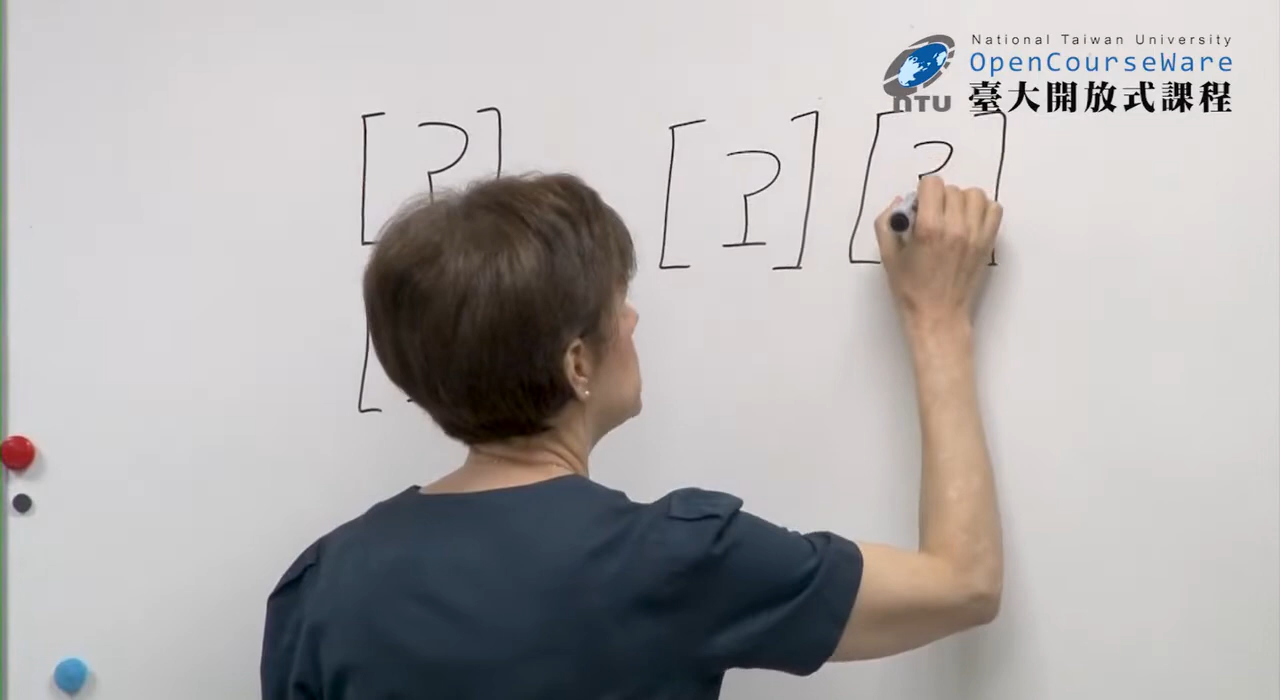 National Taiwan University
OpenCourseWare
臺大開放式課程
NTU
[ʔ] [ʔ] [ʔ]